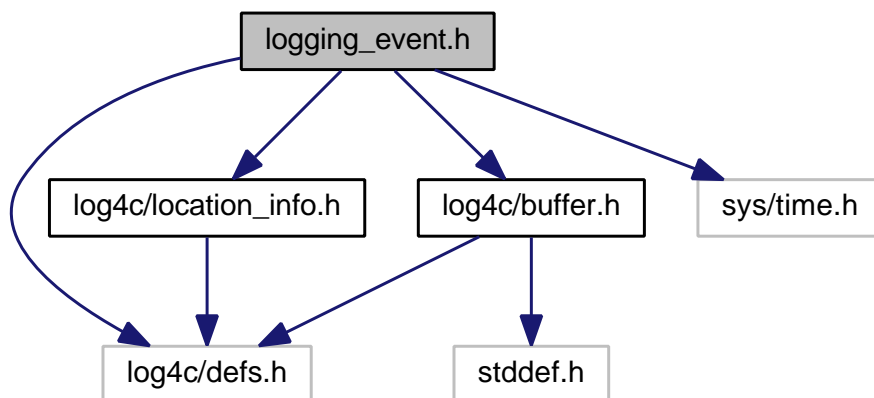 logging_event.h
log4c/location_info.h
log4c/buffer.h
sys/time.h
log4c/defs.h
stddef.h